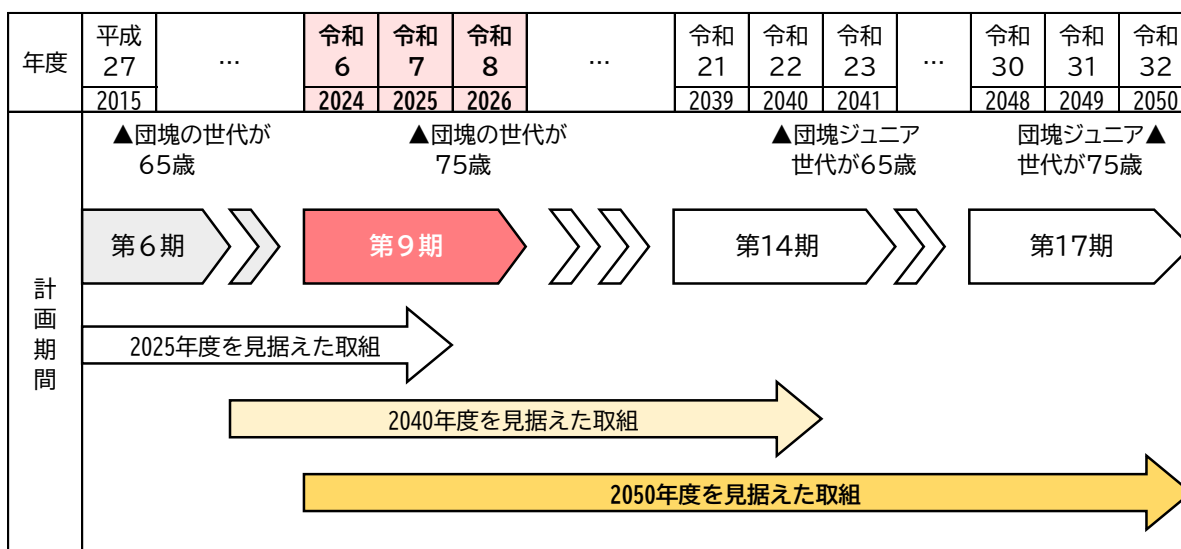 年度
平成 … 令和 令和 令和 … 令和 令和 令和 … 令和 令和 令和
27 6 7 8 21 22 23 30 31 32
2015 2024 2025 2026 2039 2040 2041 2048 2049 2050
▲団塊の世代が
65歳
▲団塊の世代が
75歳
▲団塊ジュニア
世代が65歳
団塊ジュニア▲
世代が75歳
計画期間
第6期
第9期
第14期
第17期
2025年度を見据えた取組
2040年度を見据えた取組
2050年度を見据えた取組